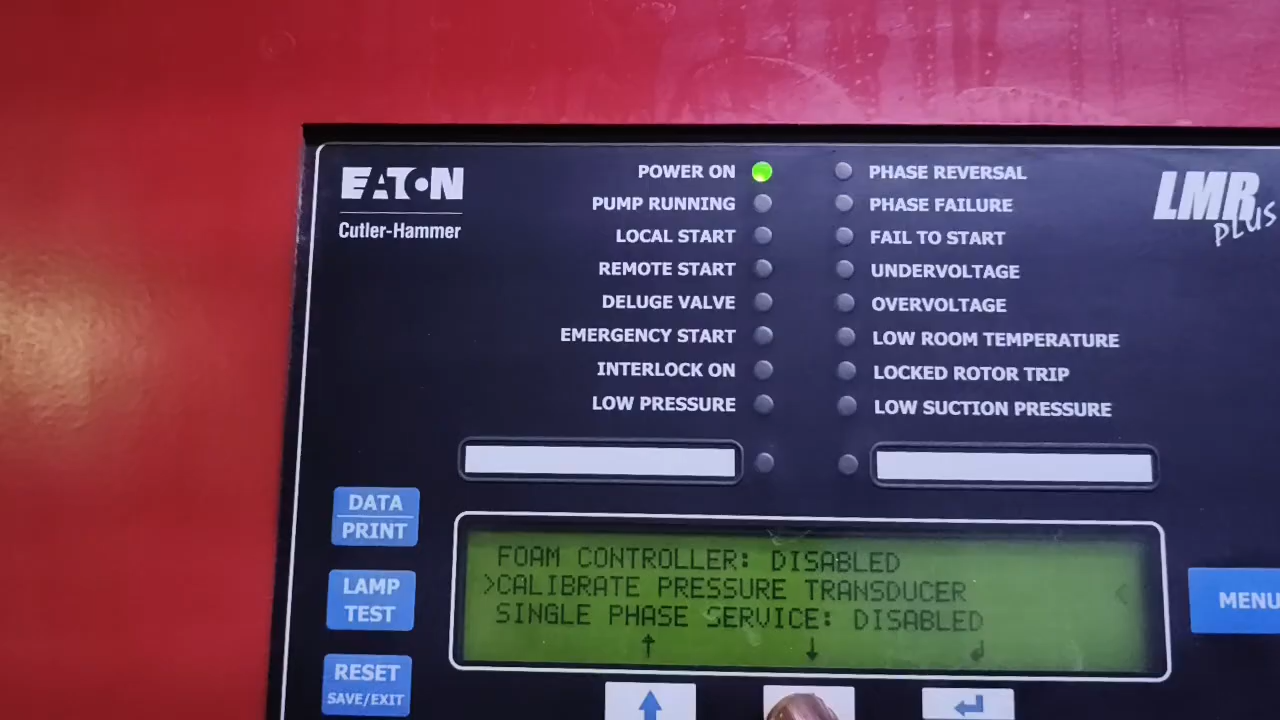 EATON
Cutler-Hammer
POWER ON
PUMP RUNNING
LOCAL START
REMOTE START
DELUGE VALVE
EMERGENCY START
INTERLOCK ON
LOW PRESSURE
PHASE REVERSAL
PHASE FAILURE
FAIL TO START
UNDERVOLTAGE
OVERVOLTAGE
LOW ROOM TEMPERATURE
LOCKED ROTOR TRIP
LOW SUCTION PRESSURE
LMR
PLUS
DATA
PRINT
LAMP
TEST
RESET
SAVE/EXIT
FOAM CONTROLLER: DISABLED
>CALIBRATE PRESSURE TRANSDUCER <
SINGLE PHASE SERVICE: DISABLED
↑ ↓ ↲
MENU